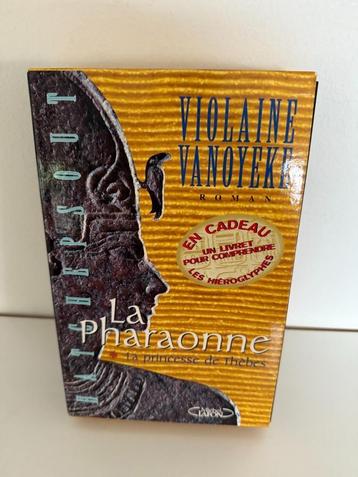 VIOLAINE
VANOYEKE
ROMAN
EN CADEAU
UN LIVRET
POUR COMPRENDRE
LES HIÉROGLYPHES
HATCHEPSOUT
La
Pharaonne
* La princesse de Thèbes
LAFON